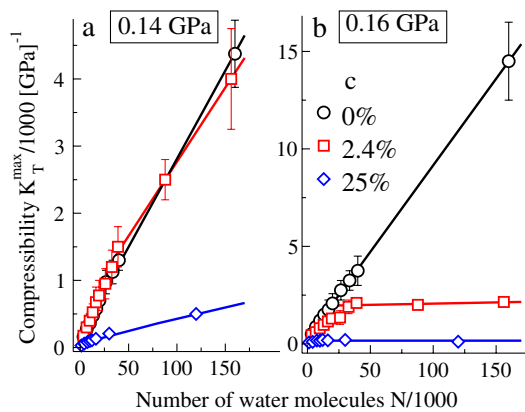 a 0.14 GPa
b 0.16 GPa
Compressibility K_T^max/1000 [GPa]^-1
4
3
2
1
0
15
10
5
0
c
0%
2.4%
25%
0 50 100 150
0 50 100 150
Number of water molecules N/1000